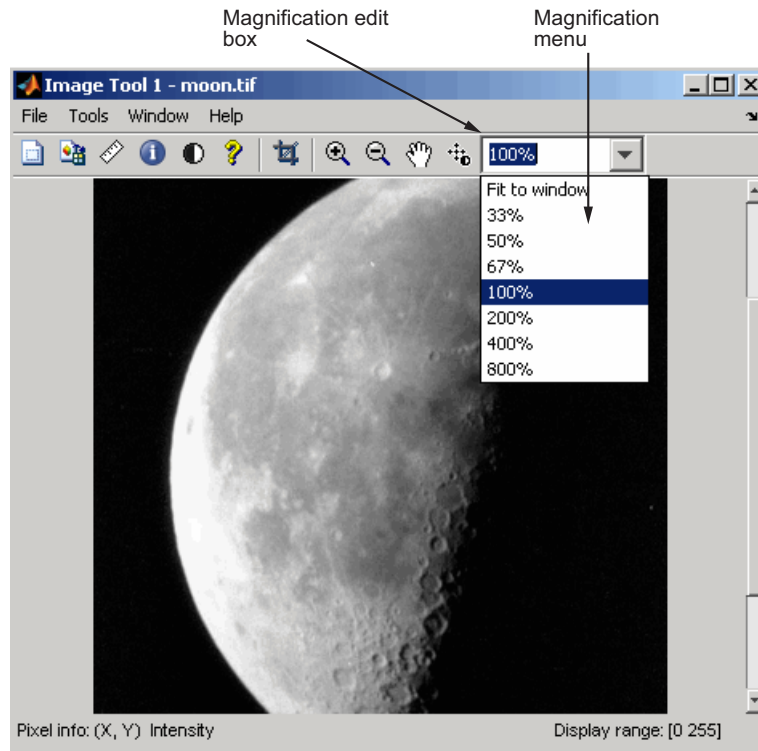 Magnification edit
box
Magnification
menu
Image Tool 1 - moon.tif
File Tools Window Help
100%
Fit to window
33%
50%
67%
100%
200%
400%
800%
Pixel info: (X, Y) Intensity
Display range: [0 255]